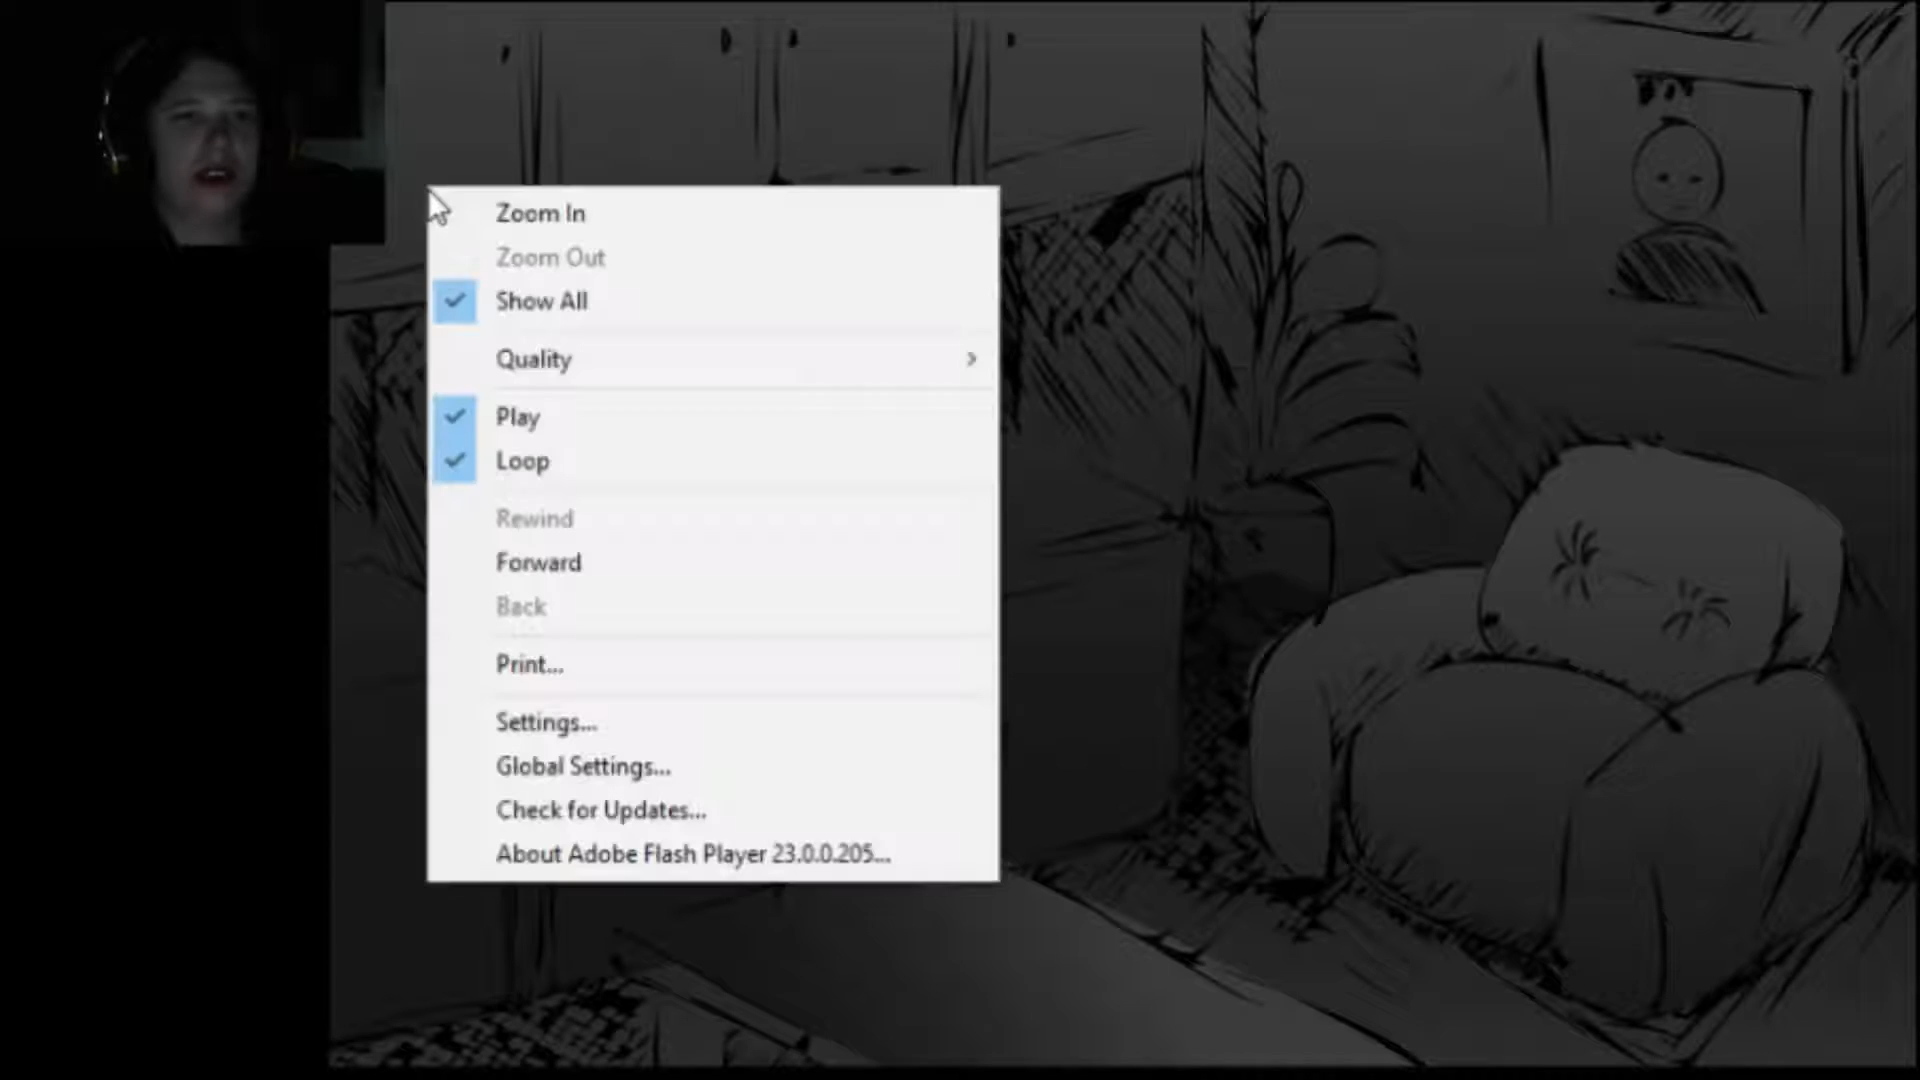 Zoom In
Zoom Out
Show All
Quality
Play
Loop
Rewind
Forward
Back
Print...
Settings...
Global Settings...
Check for Updates...
About Adobe Flash Player 23.0.0.205...